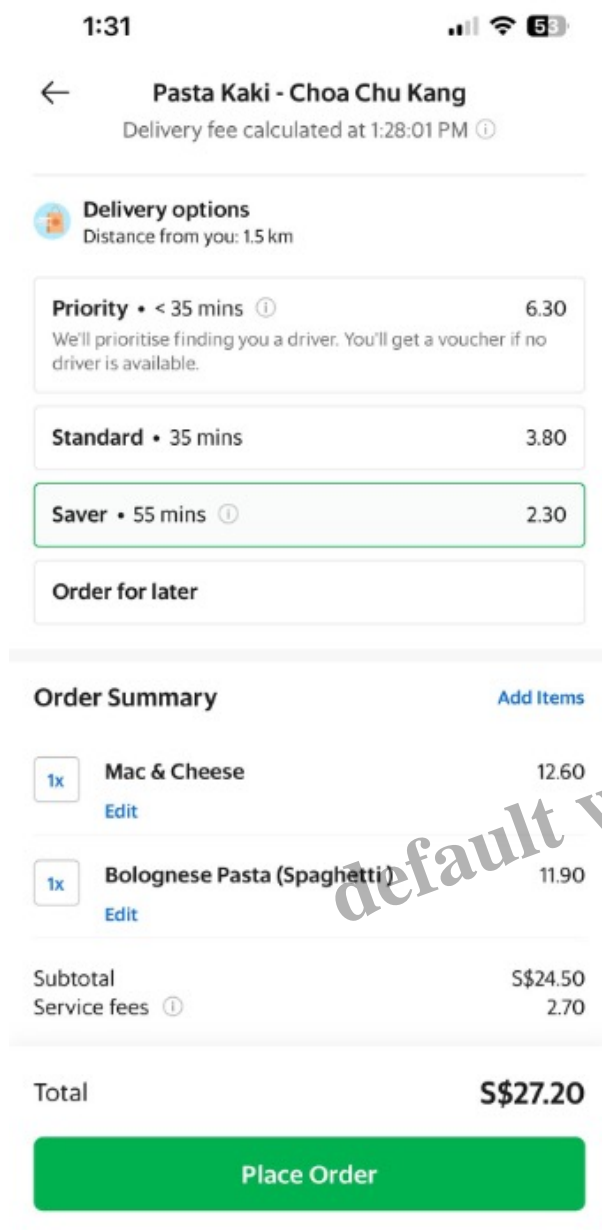 1:31
53
Pasta Kaki - Choa Chu Kang
Delivery fee calculated at 1:28:01 PM
Delivery options
Distance from you: 1.5 km
Priority • < 35 mins 6.30
We'll prioritise finding you a driver. You'll get a voucher if no
driver is available.
Standard • 35 mins 3.80
Saver • 55 mins 2.30
Order for later
Order Summary Add Items
1x Mac & Cheese 12.60
Edit
1x Bolognese Pasta (Spaghetti ) 11.90
Edit
default
Subtotal S$24.50
Service fees 2.70
Total S$27.20
Place Order